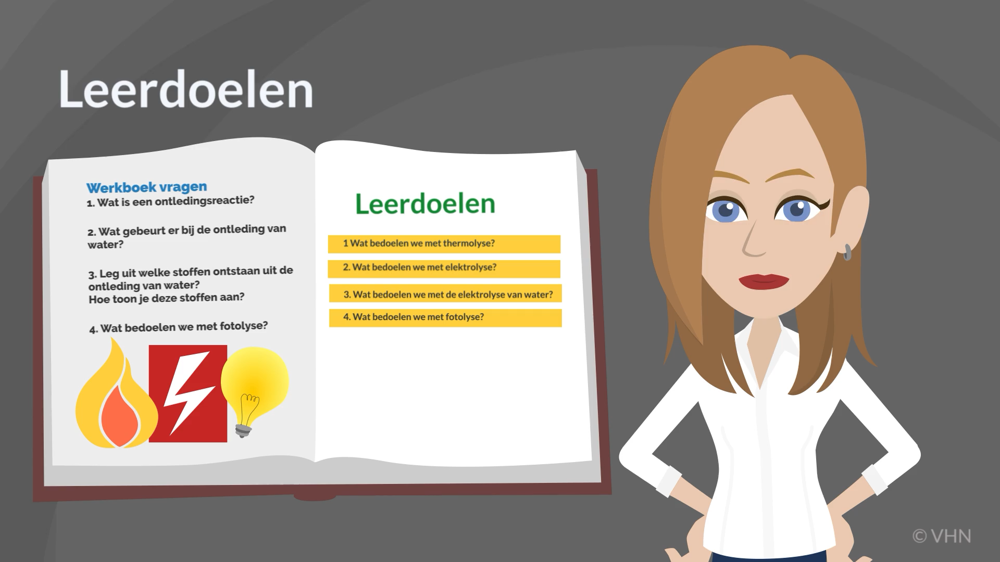 Leerdoelen
Werkboek vragen
1. Wat is een ontledingsreactie?
2. Wat gebeurt er bij de ontleding van
water?
3. Leg uit welke stoffen ontstaan uit de
ontleding van water?
Hoe toon je deze stoffen aan?
4. Wat bedoelen we met fotolyse?
Leerdoelen
1 Wat bedoelen we met thermolyse?
2. Wat bedoelen we met elektrolyse?
3. Wat bedoelen we met de elektrolyse van water?
4. Wat bedoelen we met fotolyse?
© VHN